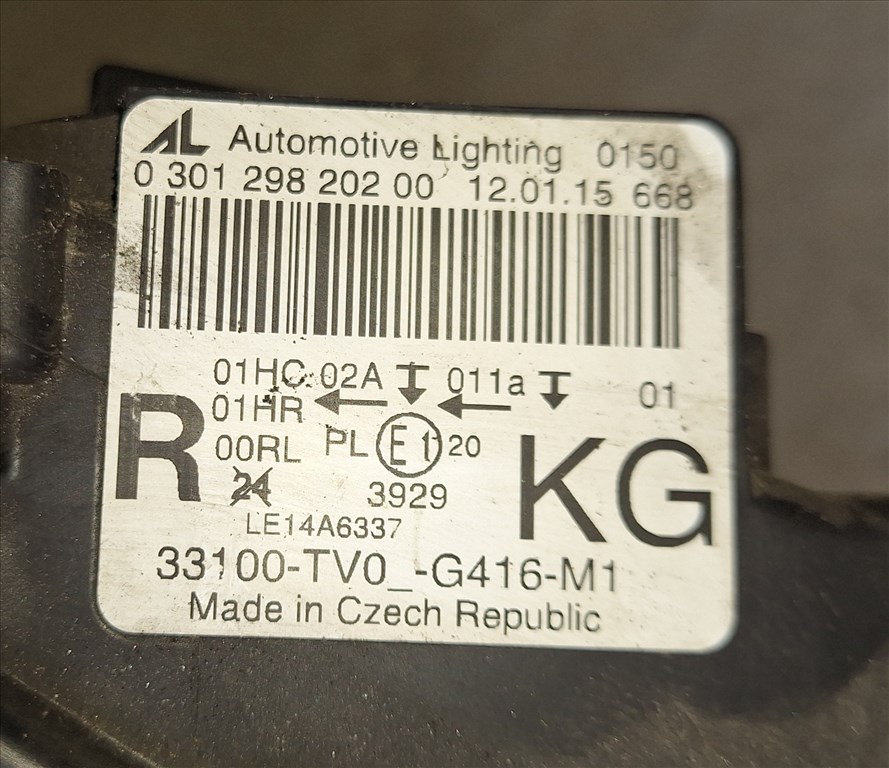 AL Automotive Lighting 0150
0 301 298 202 00 12.01.15 668
01HC 02A 011a 01
01HR
R 00RL PL E1 20 KG
24 3929
LE14A6337
33100-TV0_-G416-M1
Made in Czech Republic